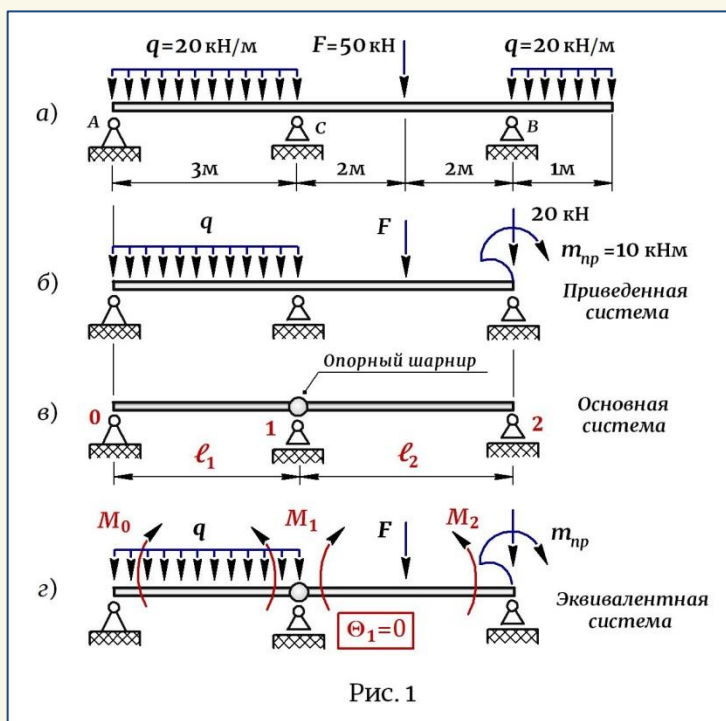 q=20 кН/м F=50 кН q=20 кН/м
а) A C B
3м 2м 2м 1м
20 кН
q F m_пр =10 кНм
б) Приведенная
система
Опорный шарнир
в) 0 1 2 Основная
система
ℓ₁ ℓ₂
M₀ q M₁ F M₂ m_пр
г) Эквивалентная
система
Θ₁=0
Рис. 1